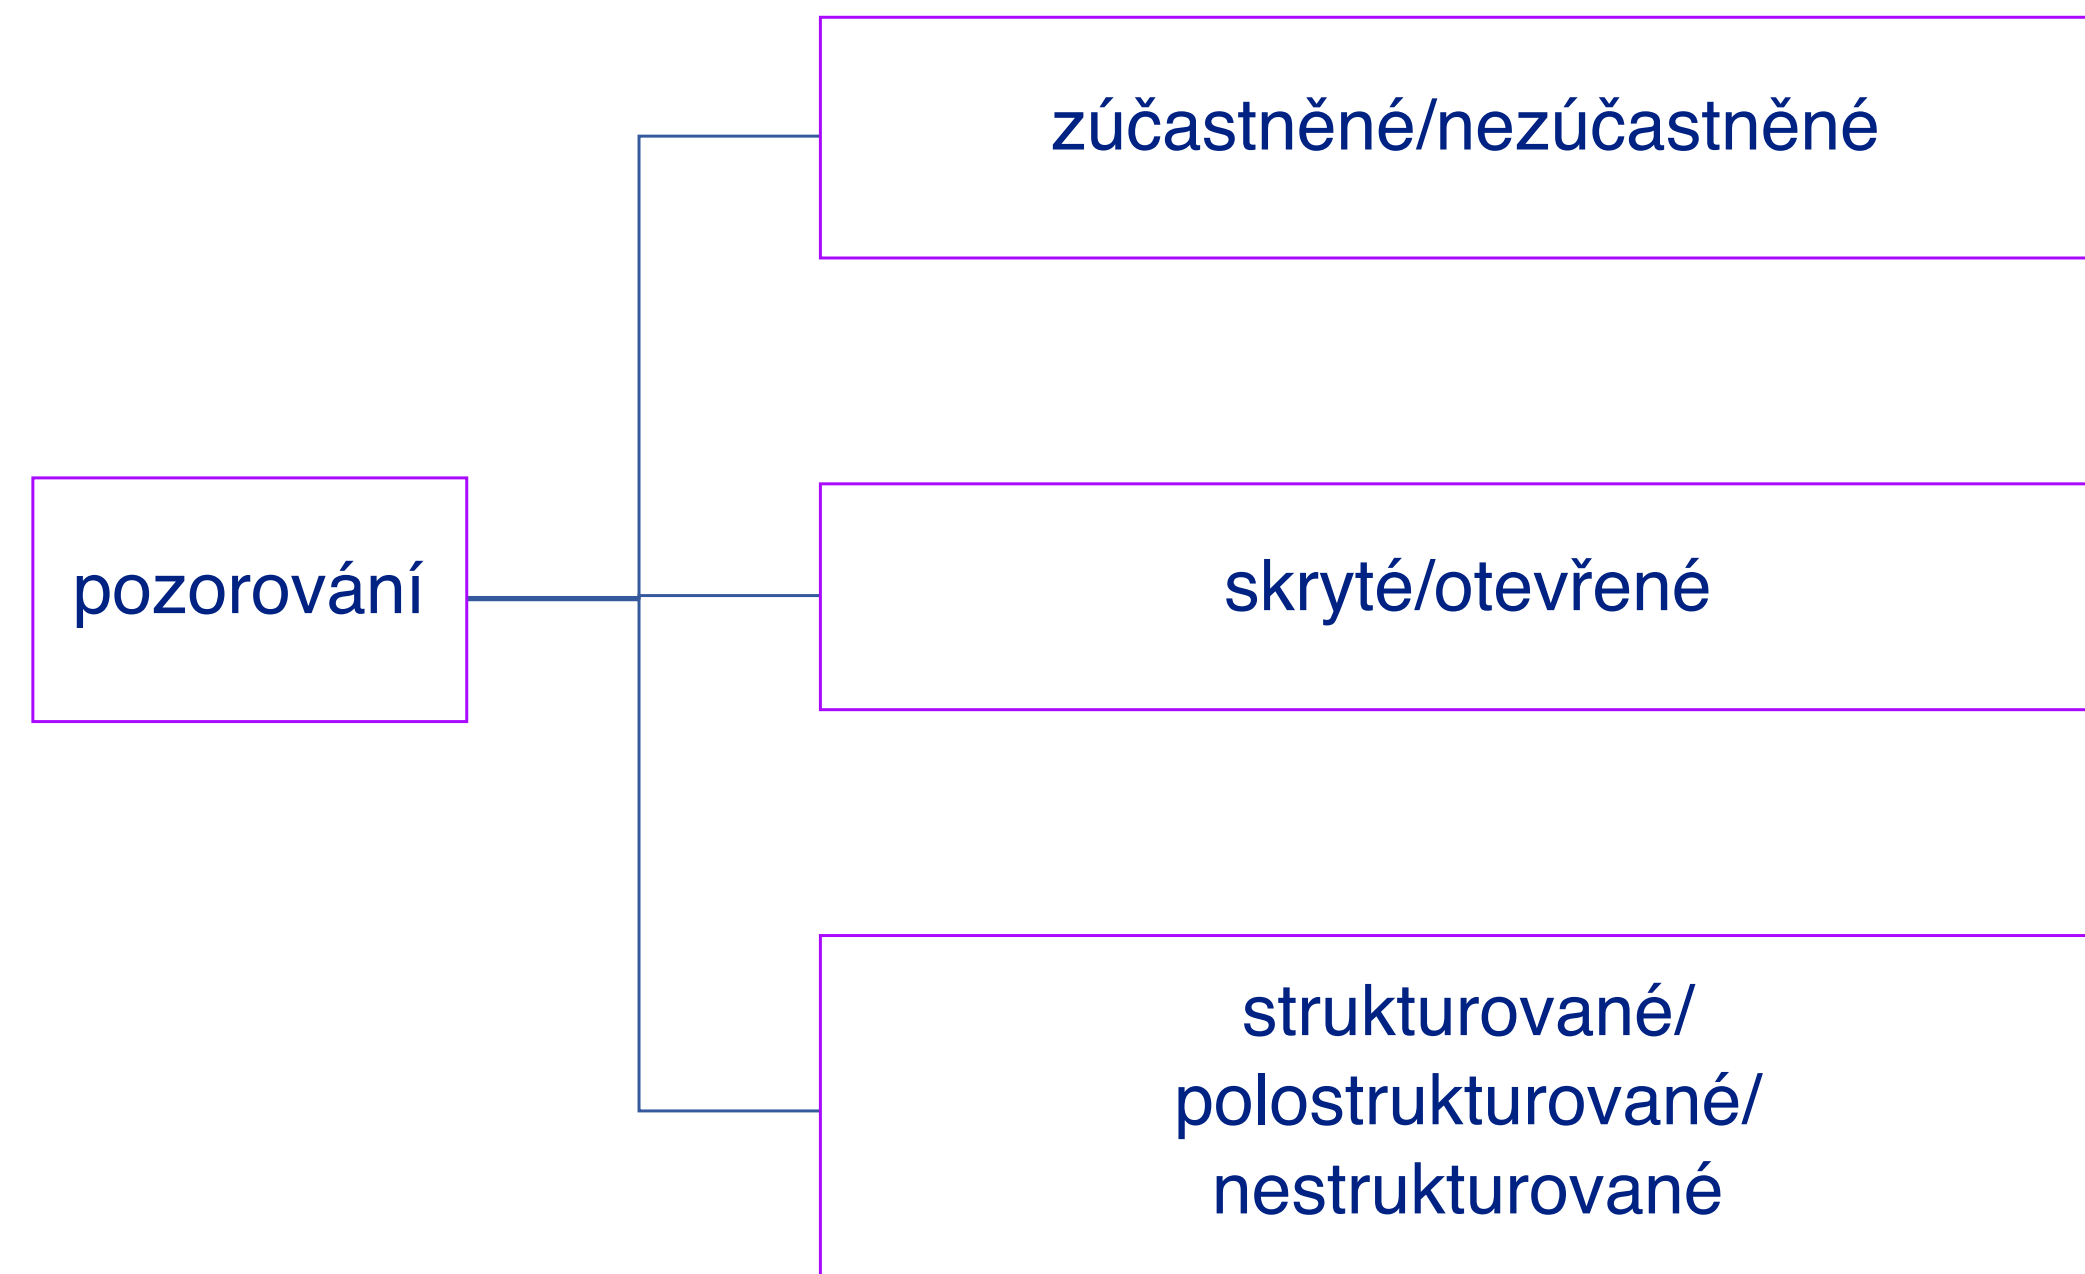 zúčastněné/nezúčastněné
pozorování
skryté/otevřené
strukturované/
polostrukturované/
nestrukturované